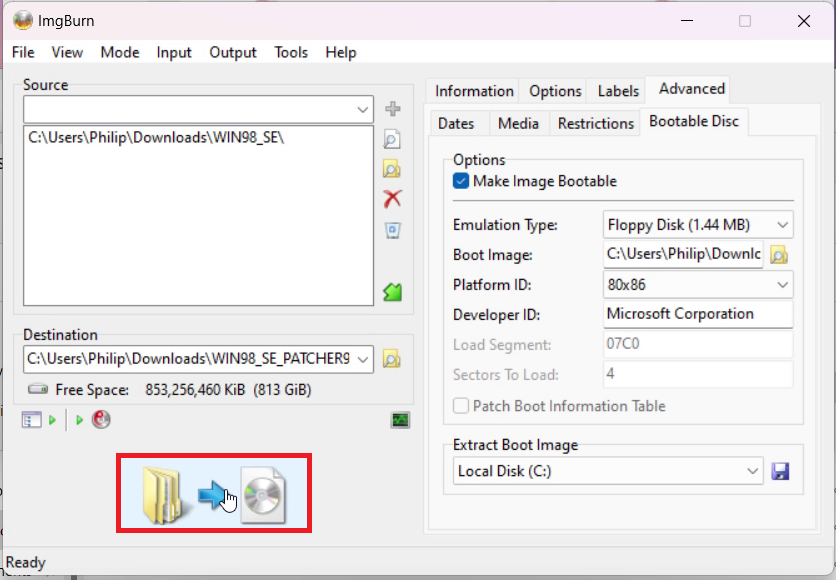 ImgBurn
File View Mode Input Output Tools Help
Source
C:\Users\Philip\Downloads\WIN98_SE\
Destination
C:\Users\Philip\Downloads\WIN98_SE_PATCHER9
Free Space: 853,256,460 KiB (813 GiB)
Information Options Labels Advanced
Dates Media Restrictions Bootable Disc
Options
Make Image Bootable
Emulation Type: Floppy Disk (1.44 MB)
Boot Image: C:\Users\Philip\Downlc
Platform ID: 80x86
Developer ID: Microsoft Corporation
Load Segment: 07C0
Sectors To Load: 4
Patch Boot Information Table
Extract Boot Image
Local Disk (C:)
Ready